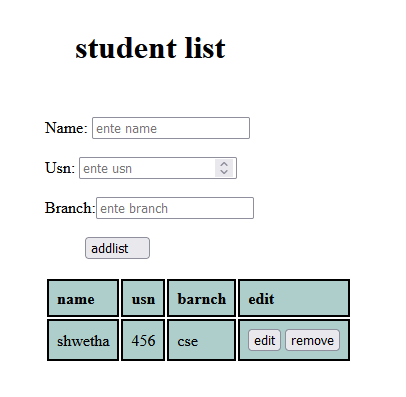 student list
Name: ente name
Usn: ente usn
Branch: ente branch
addlist
name usn barnch edit
shwetha 456 cse edit remove